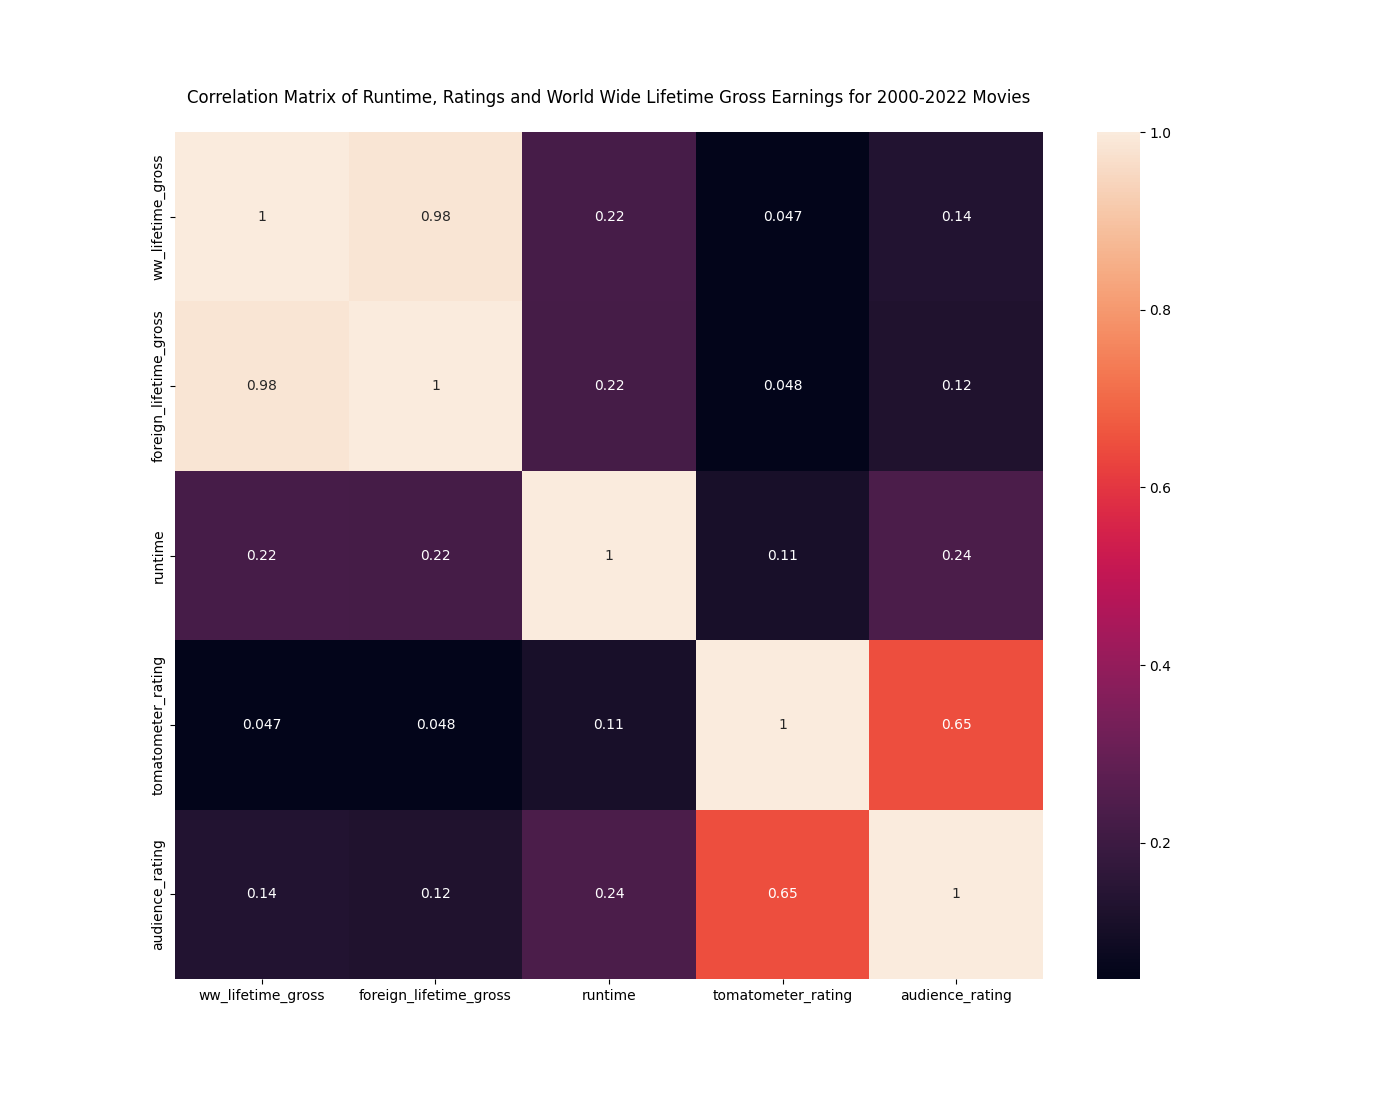 Correlation Matrix of Runtime, Ratings and World Wide Lifetime Gross Earnings for 2000-2022 Movies
ww_lifetime_gross
1
0.98
0.22
0.047
0.14
foreign_lifetime_gross
0.98
1
0.22
0.048
0.12
runtime
0.22
0.22
1
0.11
0.24
tomatometer_rating
0.047
0.048
0.11
1
0.65
audience_rating
0.14
0.12
0.24
0.65
1
ww_lifetime_gross
foreign_lifetime_gross
runtime
tomatometer_rating
audience_rating
1.0
0.8
0.6
0.4
0.2